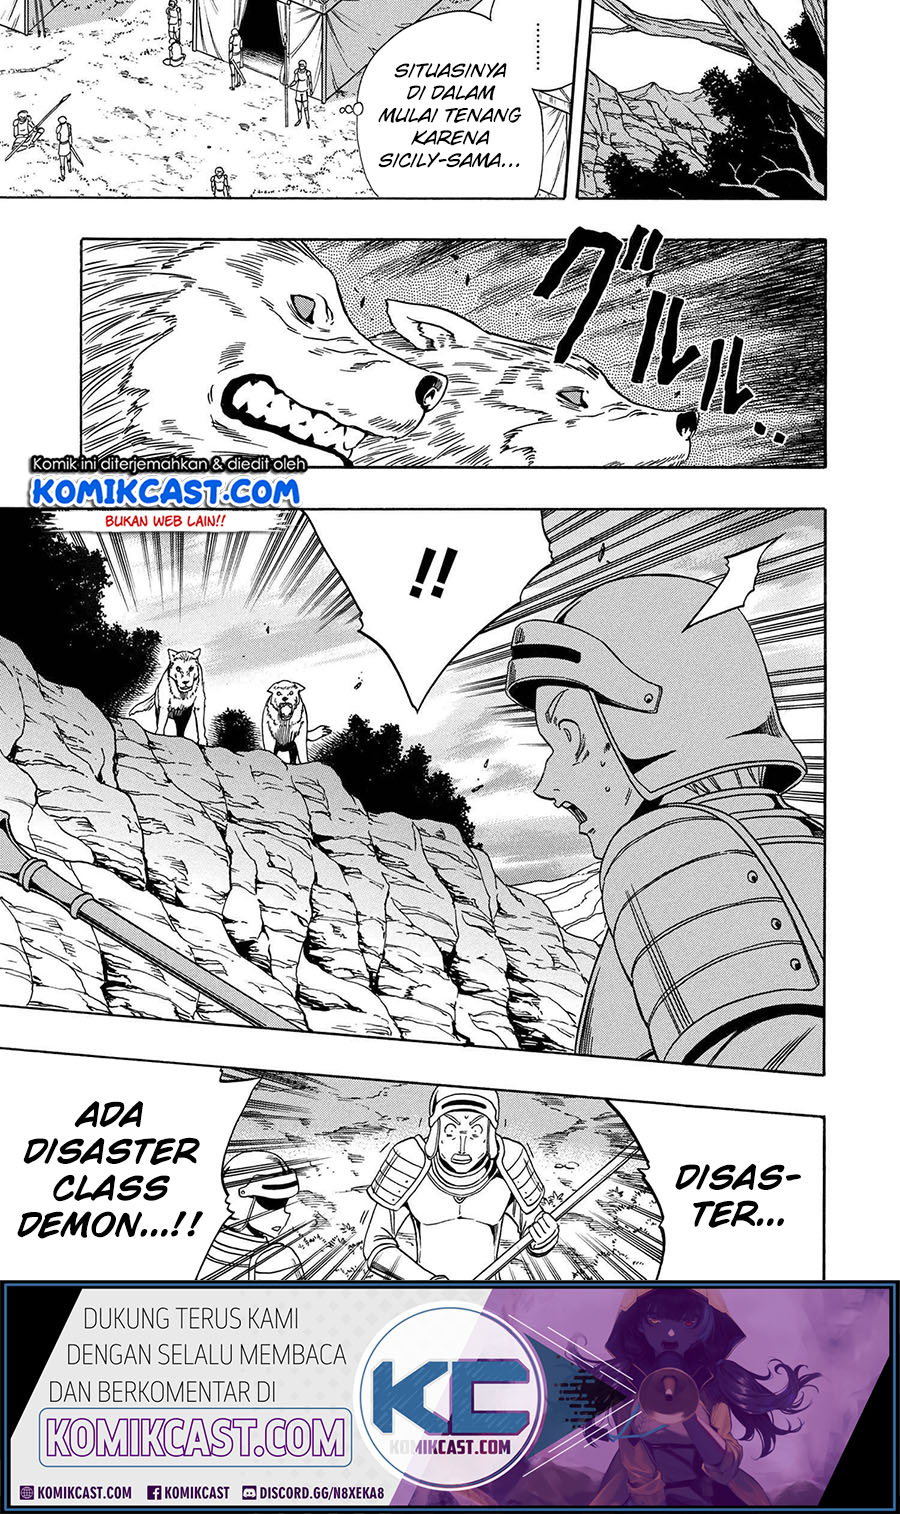 SITUASINYA
DI DALAM
MULAI TENANG
KARENA
SICILY-SAMA...
グルルル...
Komik ini diterjemahkan & diedit oleh
KOMIKCAST.COM
BUKAN WEB LAIN!!
!!
DISAS-
TER...
ADA
DISASTER
CLASS
DEMON...!!
DUKUNG TERUS KAMI
DENGAN SELALU MEMBACA
DAN BERKOMENTAR DI
KOMIKCAST.COM
KC
KOMIKCAST.COM
KOMIKCAST.COM
KOMIKCAST
DISCORD.GG/N8XEKA8